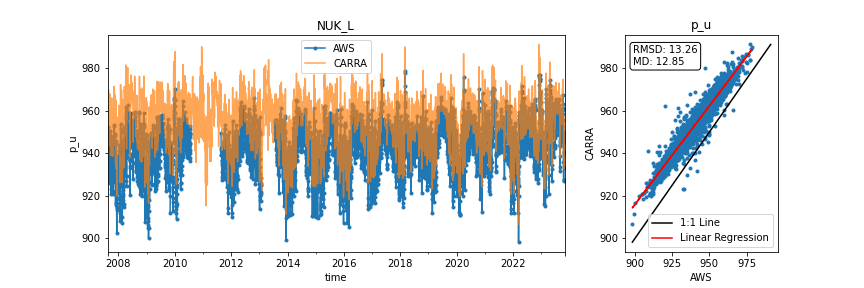 NUK_L
p_u
980
960
940
920
900
2008
2010
2012
2014
2016
2018
2020
2022
time
AWS
CARRA
p_u
CARRA
980
960
940
920
900
900
925
950
975
AWS
RMSD: 13.26
MD: 12.85
1:1 Line
Linear Regression